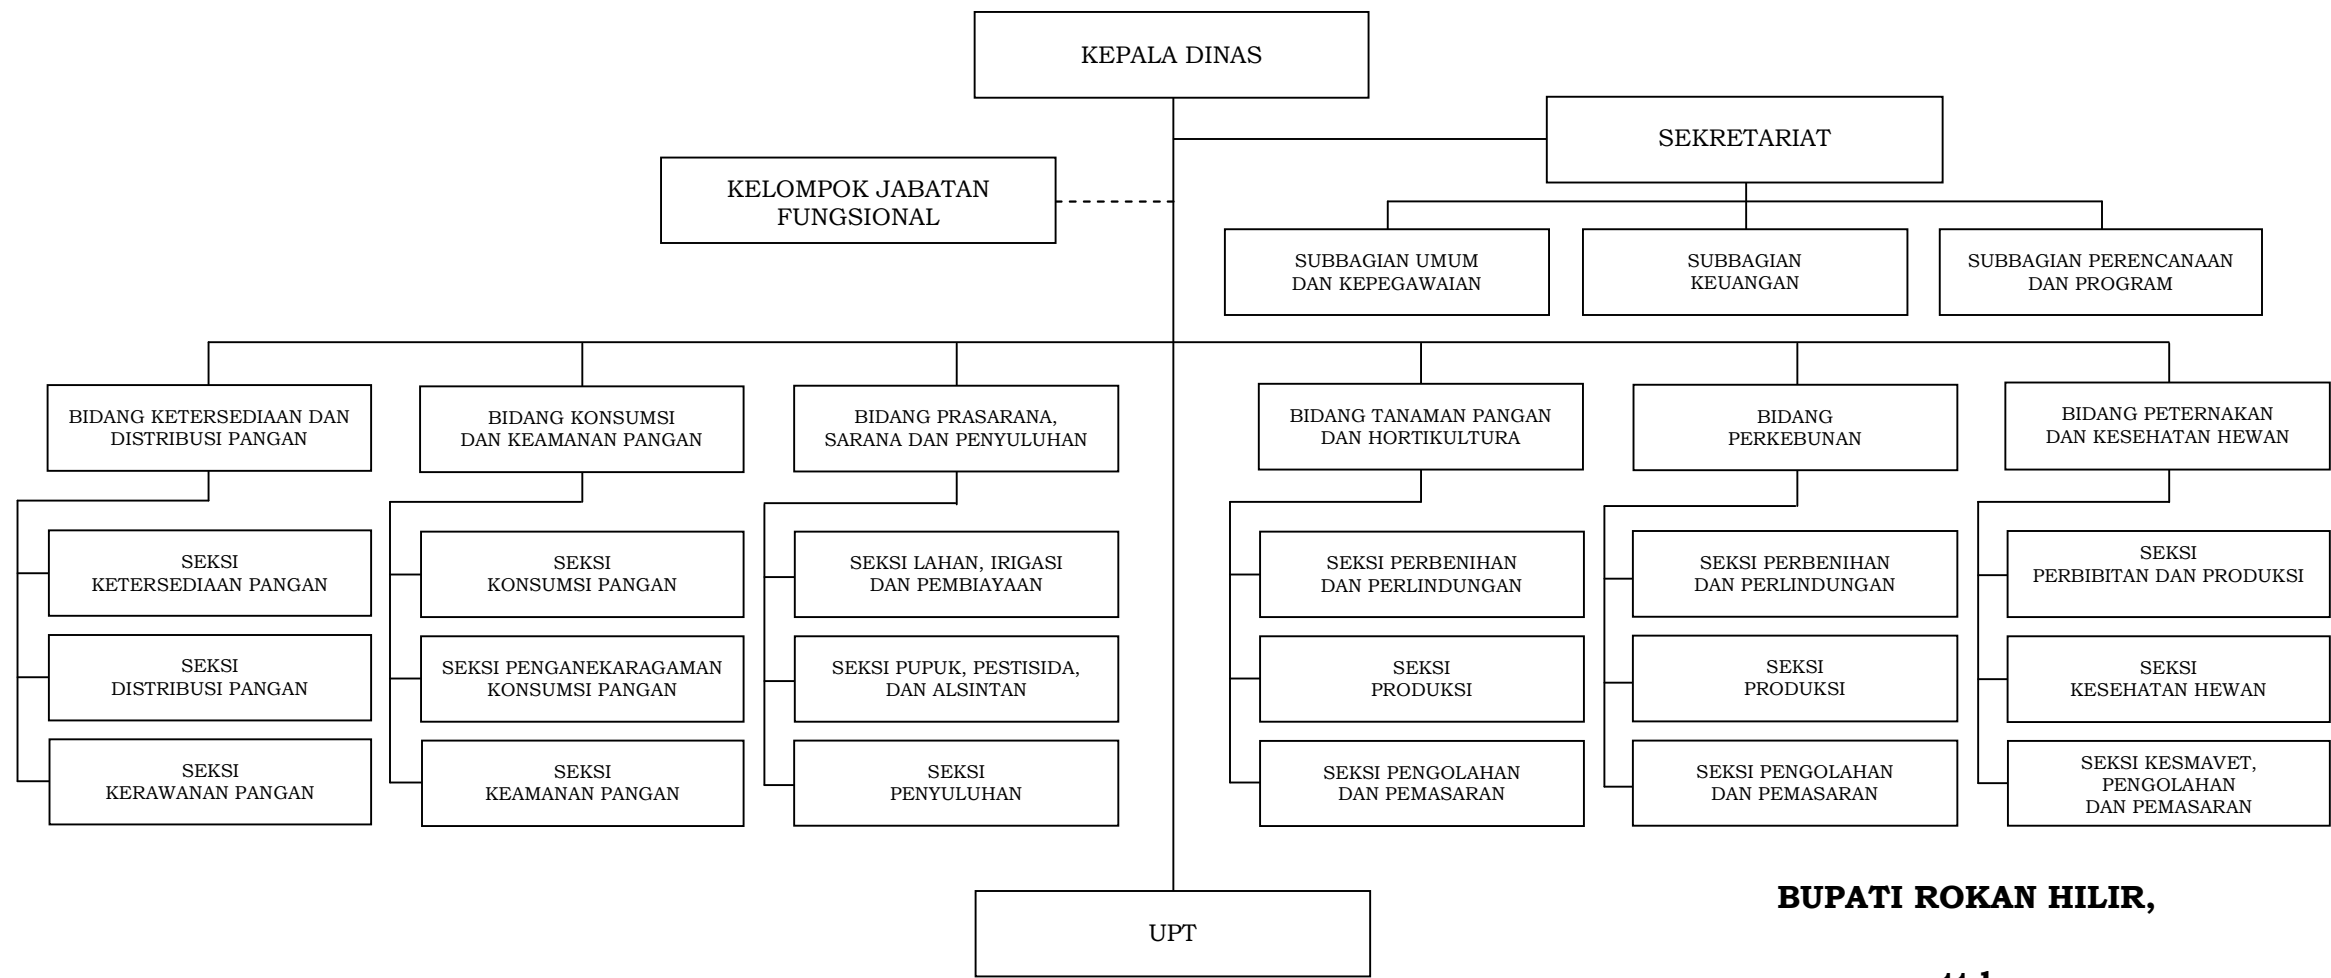 KEPALA DINAS
SEKRETARIAT
KELOMPOK JABATAN
FUNGSIONAL
SUBBAGIAN UMUM
DAN KEPEGAWAIAN
SUBBAGIAN
KEUANGAN
SUBBAGIAN PERENCANAAN
DAN PROGRAM
BIDANG KETERSEDIAAN DAN
DISTRIBUSI PANGAN
BIDANG KONSUMSI
DAN KEAMANAN PANGAN
BIDANG PRASARANA,
SARANA DAN PENYULUHAN
BIDANG TANAMAN PANGAN
DAN HORTIKULTURA
BIDANG
PERKEBUNAN
BIDANG PETERNAKAN
DAN KESEHATAN HEWAN
SEKSI
KETERSEDIAAN PANGAN
SEKSI
KONSUMSI PANGAN
SEKSI LAHAN, IRIGASI
DAN PEMBIAYAAN
SEKSI PERBENIHAN
DAN PERLINDUNGAN
SEKSI PERBENIHAN
DAN PERLINDUNGAN
SEKSI
PERBIBITAN DAN PRODUKSI
SEKSI
DISTRIBUSI PANGAN
SEKSI PENGANEKARAGAMAN
KONSUMSI PANGAN
SEKSI PUPUK, PESTISIDA,
DAN ALSINTAN
SEKSI
PRODUKSI
SEKSI
PRODUKSI
SEKSI
KESEHATAN HEWAN
SEKSI
KERAWANAN PANGAN
SEKSI
KEAMANAN PANGAN
SEKSI
PENYULUHAN
SEKSI PENGOLAHAN
DAN PEMASARAN
SEKSI PENGOLAHAN
DAN PEMASARAN
SEKSI KESMAVET,
PENGOLAHAN
DAN PEMASARAN
UPT
BUPATI ROKAN HILIR,